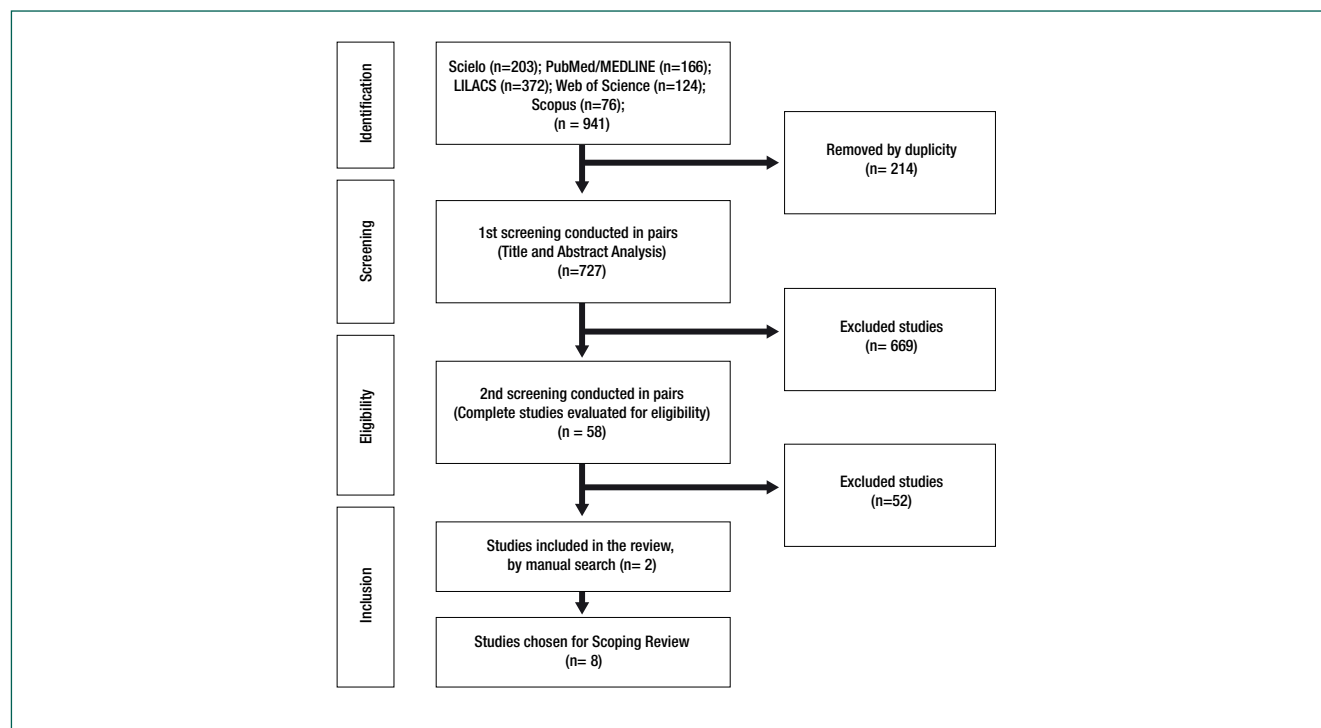 Identification
Scielo (n=203); PubMed/MEDLINE (n=166);
LILACS (n=372); Web of Science (n=124);
Scopus (n=76);
(n = 941)
Removed by duplicity
(n= 214)
Screening
1st screening conducted in pairs
(Title and Abstract Analysis)
(n=727)
Excluded studies
(n= 669)
Eligibility
2nd screening conducted in pairs
(Complete studies evaluated for eligibility)
(n = 58)
Excluded studies
(n=52)
Inclusion
Studies included in the review,
by manual search (n= 2)
Studies chosen for Scoping Review
(n= 8)